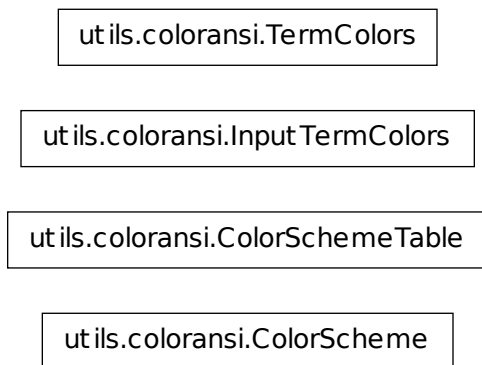 utils.coloransi.TermColors
utils.coloransi.InputTermColors
utils.coloransi.ColorSchemeTable
utils.coloransi.ColorScheme